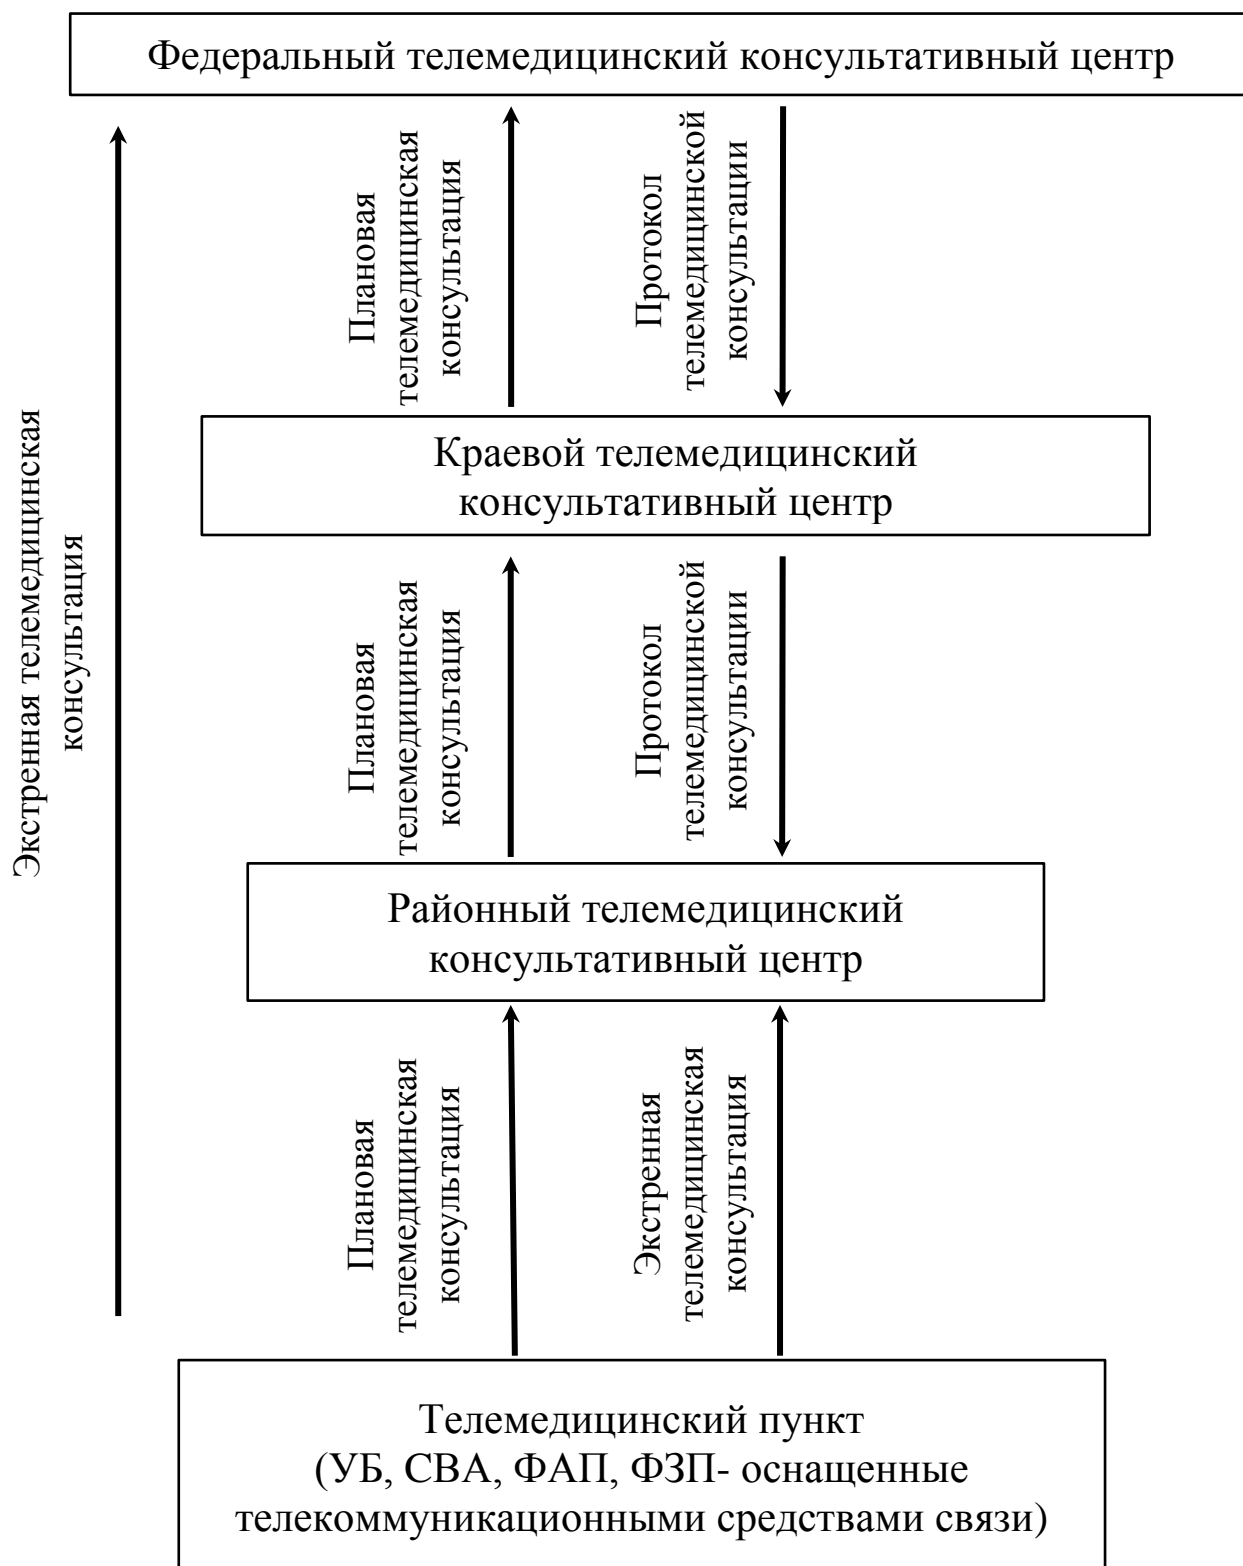 Федеральный телемедицинский консультативный центр
Экстренная телемедицинская
консультация
Плановая
телемедицинская
консультация
Протокол
телемедицинской
консультации
Краевой телемедицинский
консультативный центр
Плановая
телемедицинская
консультация
Протокол
телемедицинской
консультации
Районный телемедицинский
консультативный центр
Плановая
телемедицинская
консультация
Экстренная
телемедицинская
консультация
Телемедицинский пункт
(УБ, СВА, ФАП, ФЗП- оснащенные
телекоммуникационными средствами связи)